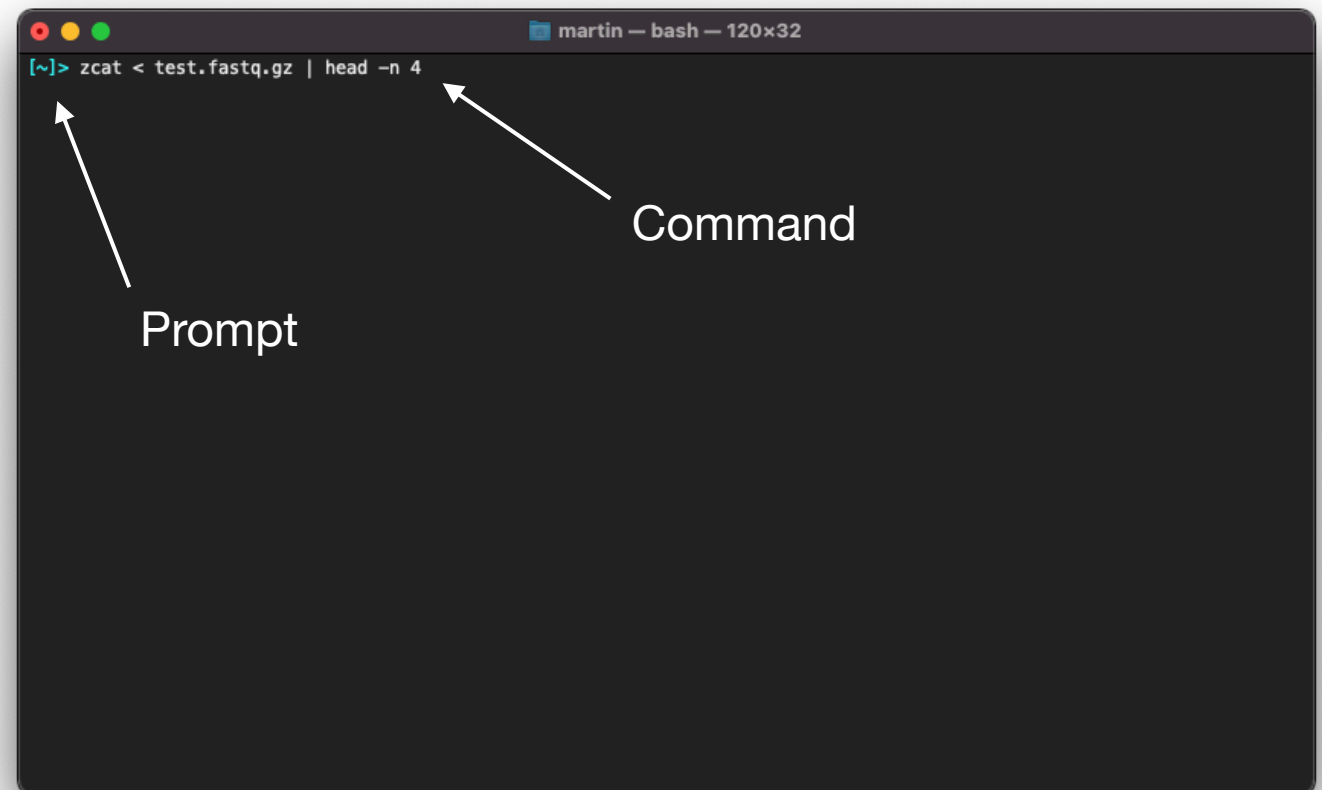 martin — bash — 120×32
[~]> zcat < test.fastq.gz | head -n 4
Command
Prompt